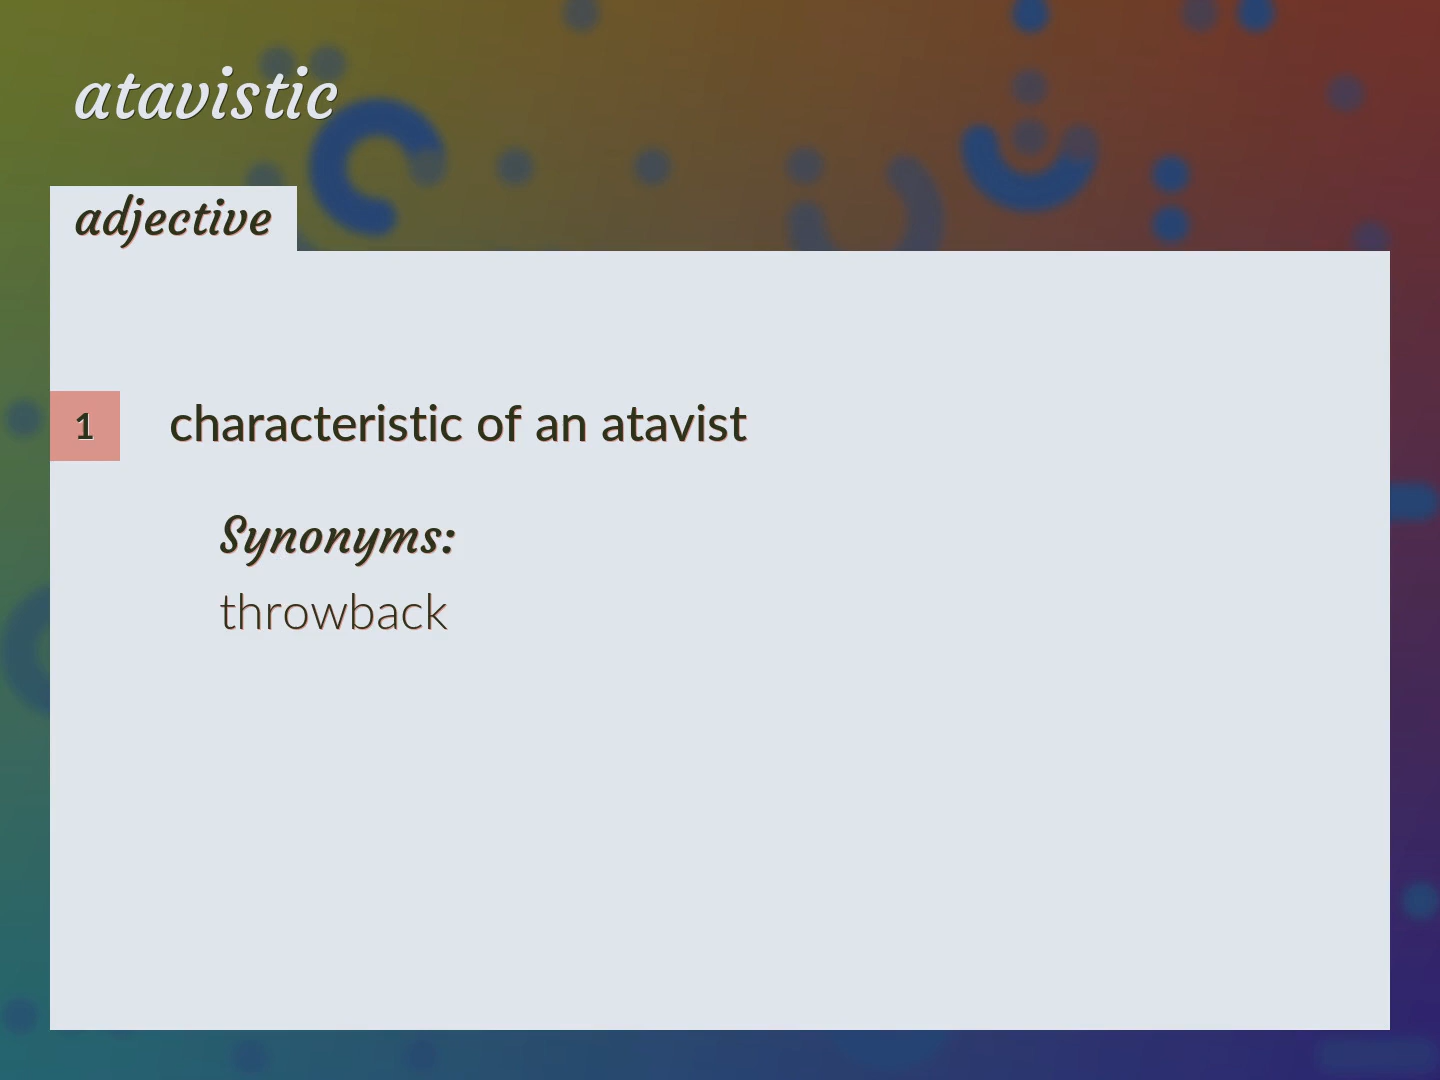 atavistic
adjective
1 characteristic of an atavist
Synonyms:
throwback